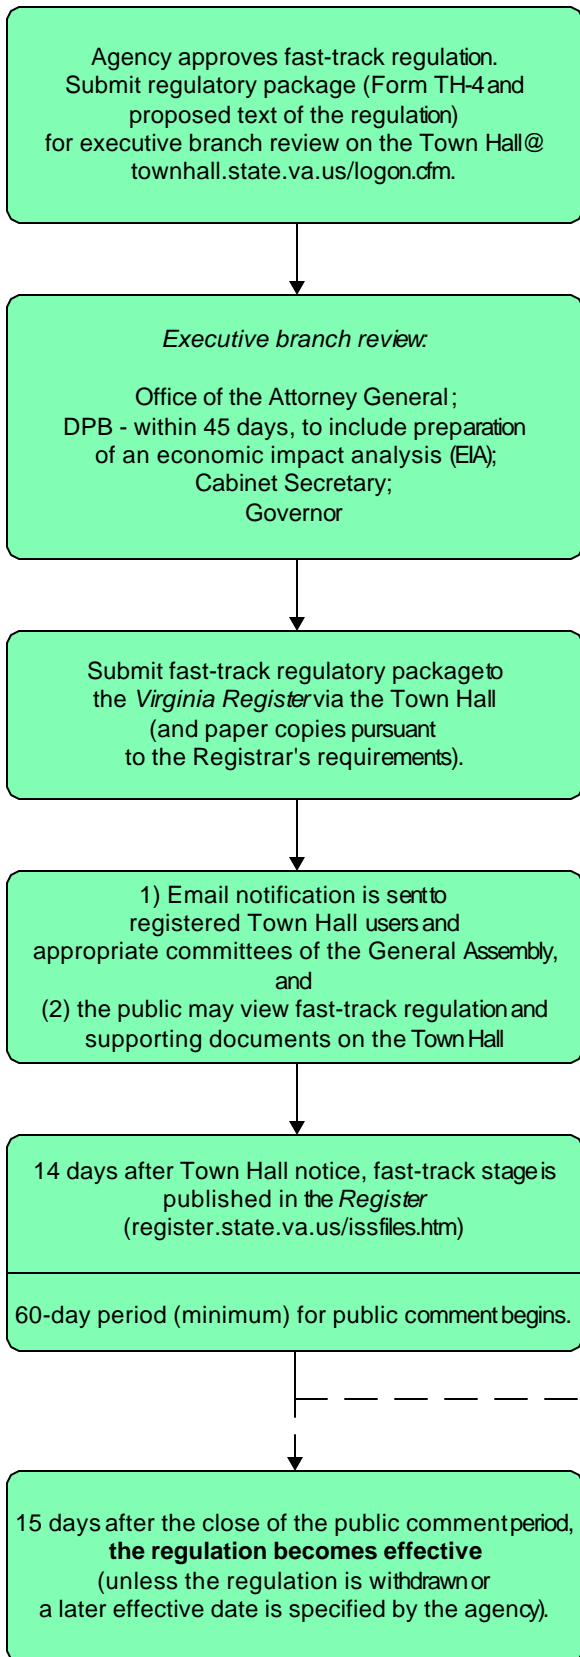 Agency approves fast-track regulation.
Submit regulatory package (Form TH-4 and
proposed text of the regulation)
for executive branch review on the Town Hall@
townhall.state.va.us/logon.cfm.
Executive branch review:
Office of the Attorney General;
DPB - within 45 days, to include preparation
of an economic impact analysis (EIA);
Cabinet Secretary;
Governor
Submit fast-track regulatory package to
the Virginia Register via the Town Hall
(and paper copies pursuant
to the Registrar's requirements).
1) Email notification is sent to
registered Town Hall users and
appropriate committees of the General Assembly,
and
(2) the public may view fast-track regulation and
supporting documents on the Town Hall
14 days after Town Hall notice, fast-track stage is
published in the Register
(register.state.va.us/issfiles.htm)
60-day period (minimum) for public comment begins.
15 days after the close of the public comment period,
the regulation becomes effective
(unless the regulation is withdrawn or
a later effective date is specified by the agency).